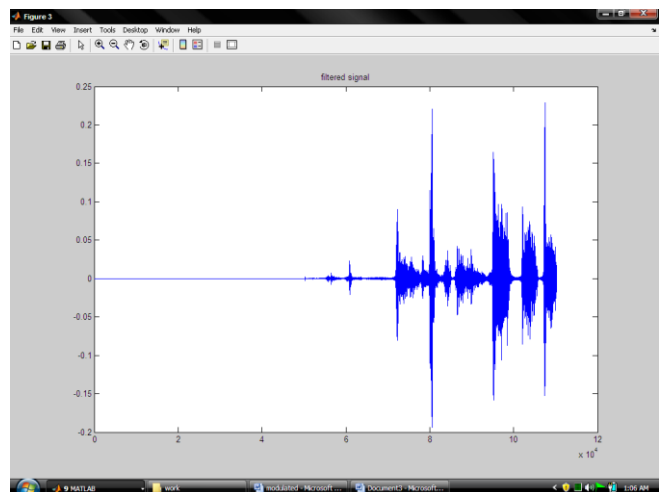 Figure 3
File Edit View Insert Tools Desktop Window Help
filtered signal
0.25
0.2
0.15
0.1
0.05
0
-0.05
-0.1
-0.15
-0.2
0 2 4 6 8 10 12
x 10^4
9 MATLAB work modulated - Microsoft ... Document3 - Microsoft... 1:06 AM